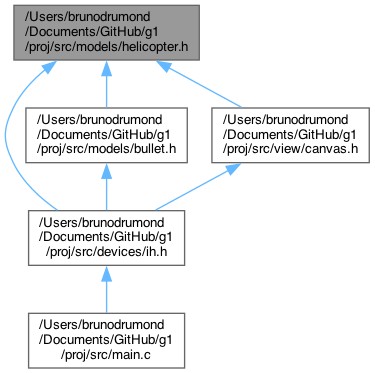 /Users/brunodrumond
/Documents/GitHub/g1
/proj/src/models/helicopter.h
/Users/brunodrumond
/Documents/GitHub/g1
/proj/src/models/bullet.h
/Users/brunodrumond
/Documents/GitHub/g1
/proj/src/view/canvas.h
/Users/brunodrumond
/Documents/GitHub/g1
/proj/src/devices/ih.h
/Users/brunodrumond
/Documents/GitHub/g1
/proj/src/main.c